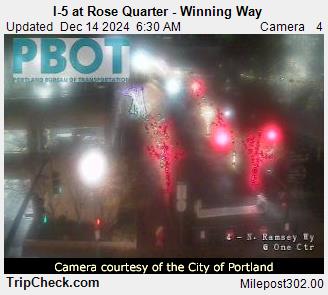 I-5 at Rose Quarter - Winning Way
Updated  Dec 14 2024  6:30 AM
Camera  4
PBOT
PORTLAND BUREAU OF TRANSPORTATION
4 - N. Ramsey Wy
@ One Ctr
Camera courtesy of the City of Portland
TripCheck.com
Milepost302.00